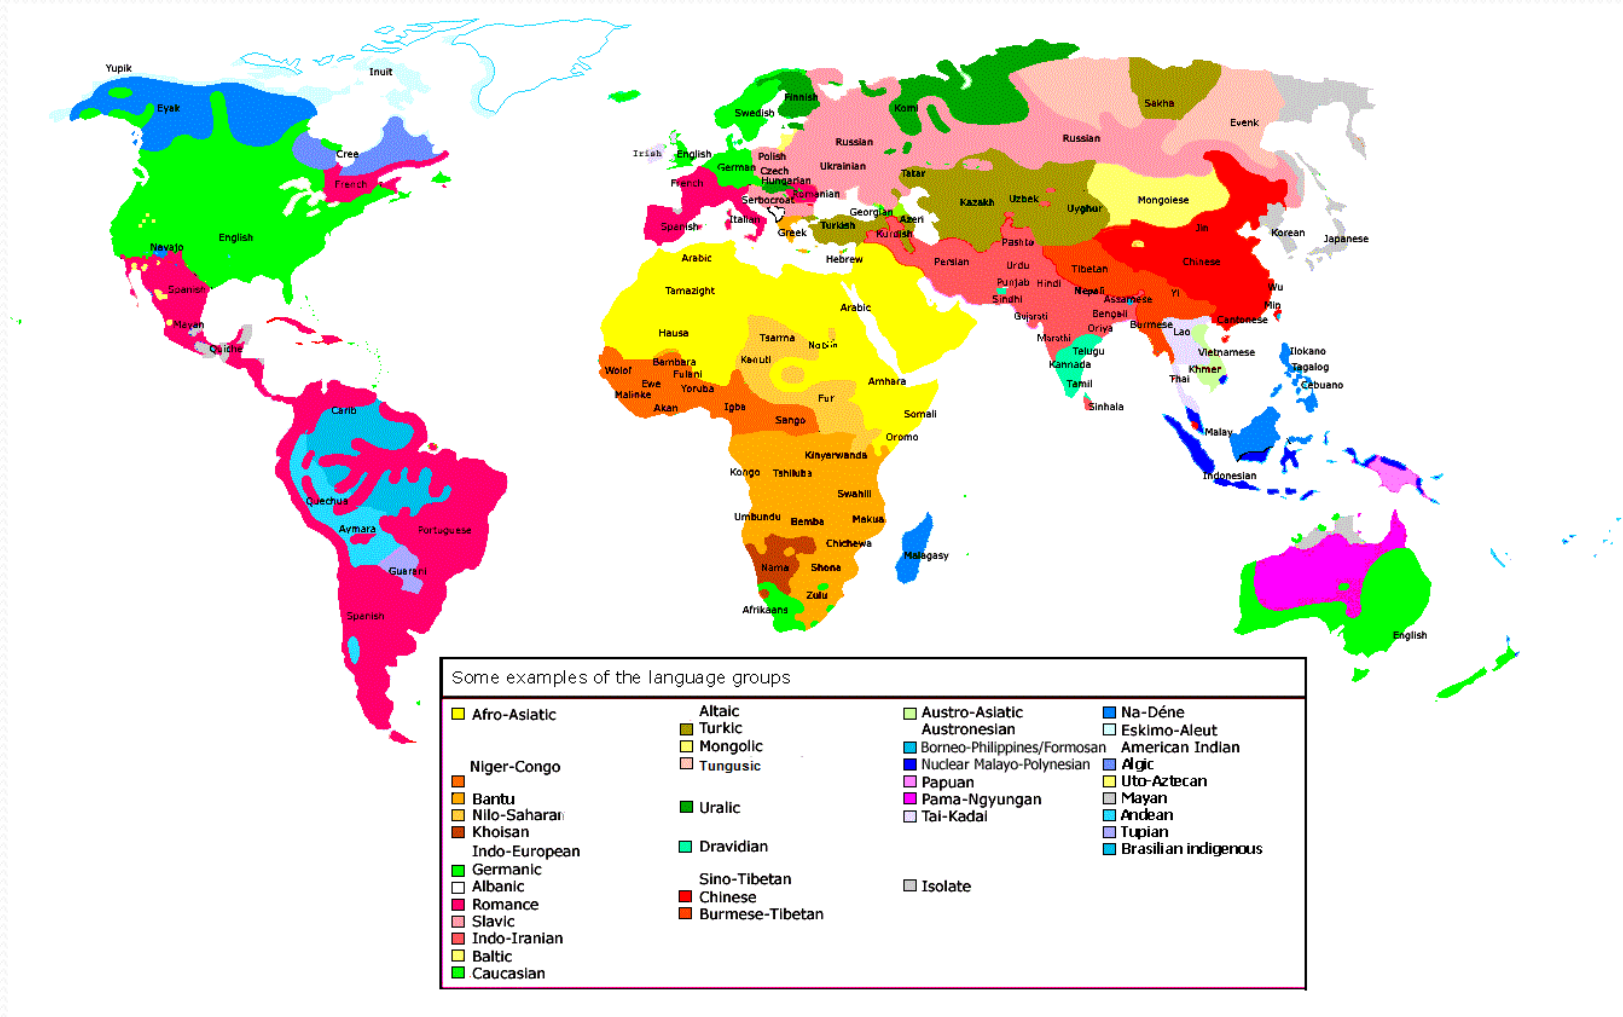 Yupik
Inuit
Eyak
Cree
French
English
Navajo
Spanish
Mayan
Quiche
Carib
Quechua
Aymara
Portuguese
Guarani
Spanish
Finnish
Swedish
Komi
Sakha
Evenk
Russian
Russian
Irish
English
Polish
German
Czech
Ukrainian
Hungarian
French
Romanian
Tatar
Serbocroat
Kazakh
Uzbek
Uyghur
Mongolese
Georgian
Azeri
Italian
Spanish
Greek
Turkish
Kurdish
Jin
Korean
Japanese
Pashto
Arabic
Hebrew
Persian
Urdu
Tibetan
Chinese
Punjab
Hindi
Tamazight
Nepali
Yi
Wu
Sindhi
Assamese
Min
Arabic
Gujarati
Bengali
Cantonese
Oriya
Burmese
Lao
Hausa
Tsarma
Marathi
Telugu
Vietnamese
Ilokano
Kanuti
Kannada
Khmer
Tagalog
Bambara
Wolof
Fulani
Amhara
Thai
Cebuano
Ewe
Yoruba
Tamil
Malinke
Fur
Akan
Igba
Sango
Somali
Sinhala
Oromo
Malay
Kinyarwanda
Kongo
Tshiluba
Indonesian
Swahili
Umbundu
Bemba
Makua
Chichewa
Malagasy
Nama
Shona
Zulu
Afrikaans
English
Some examples of the language groups
Afro-Asiatic
Niger-Congo
Bantu
Nilo-Saharan
Khoisan
Indo-European
Germanic
Albanic
Romance
Slavic
Indo-Iranian
Baltic
Caucasian
Altaic
Turkic
Mongolic
Tungusic
Uralic
Dravidian
Sino-Tibetan
Chinese
Burmese-Tibetan
Austro-Asiatic
Austronesian
Borneo-Philippines/Formosan
Nuclear Malayo-Polynesian
Papuan
Pama-Ngyungan
Tai-Kadai
Isolate
Na-Déne
Eskimo-Aleut
American Indian
Algic
Uto-Aztecan
Mayan
Andean
Tupian
Brasilian indigenous